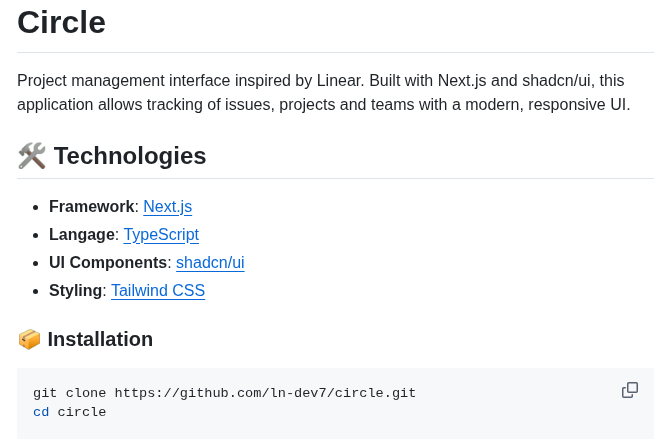 Circle
Project management interface inspired by Linear. Built with Next.js and shadcn/ui, this
application allows tracking of issues, projects and teams with a modern, responsive UI.
🛠️ Technologies
• Framework: Next.js
• Langage: TypeScript
• UI Components: shadcn/ui
• Styling: Tailwind CSS
📦 Installation
git clone https://github.com/ln-dev7/circle.git
cd circle